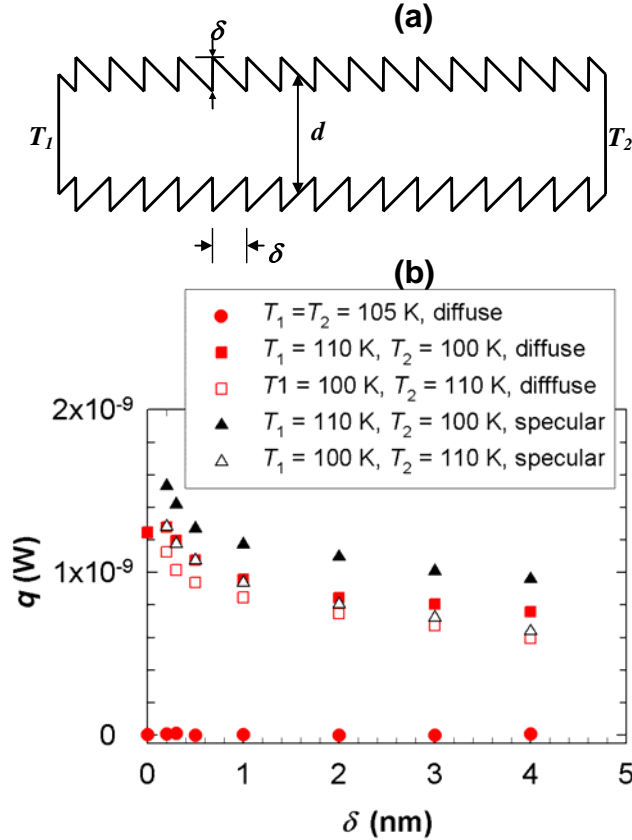 (a)
δ
T1
d
T2
δ
(b)
T1 =T2 = 105 K, diffuse
T1 = 110 K, T2 = 100 K, diffuse
T1 = 100 K, T2 = 110 K, difffuse
T1 = 110 K, T2 = 100 K, specular
T1 = 100 K, T2 = 110 K, specular
2x10-9
1x10-9
0
q (W)
0 1 2 3 4 5
δ (nm)